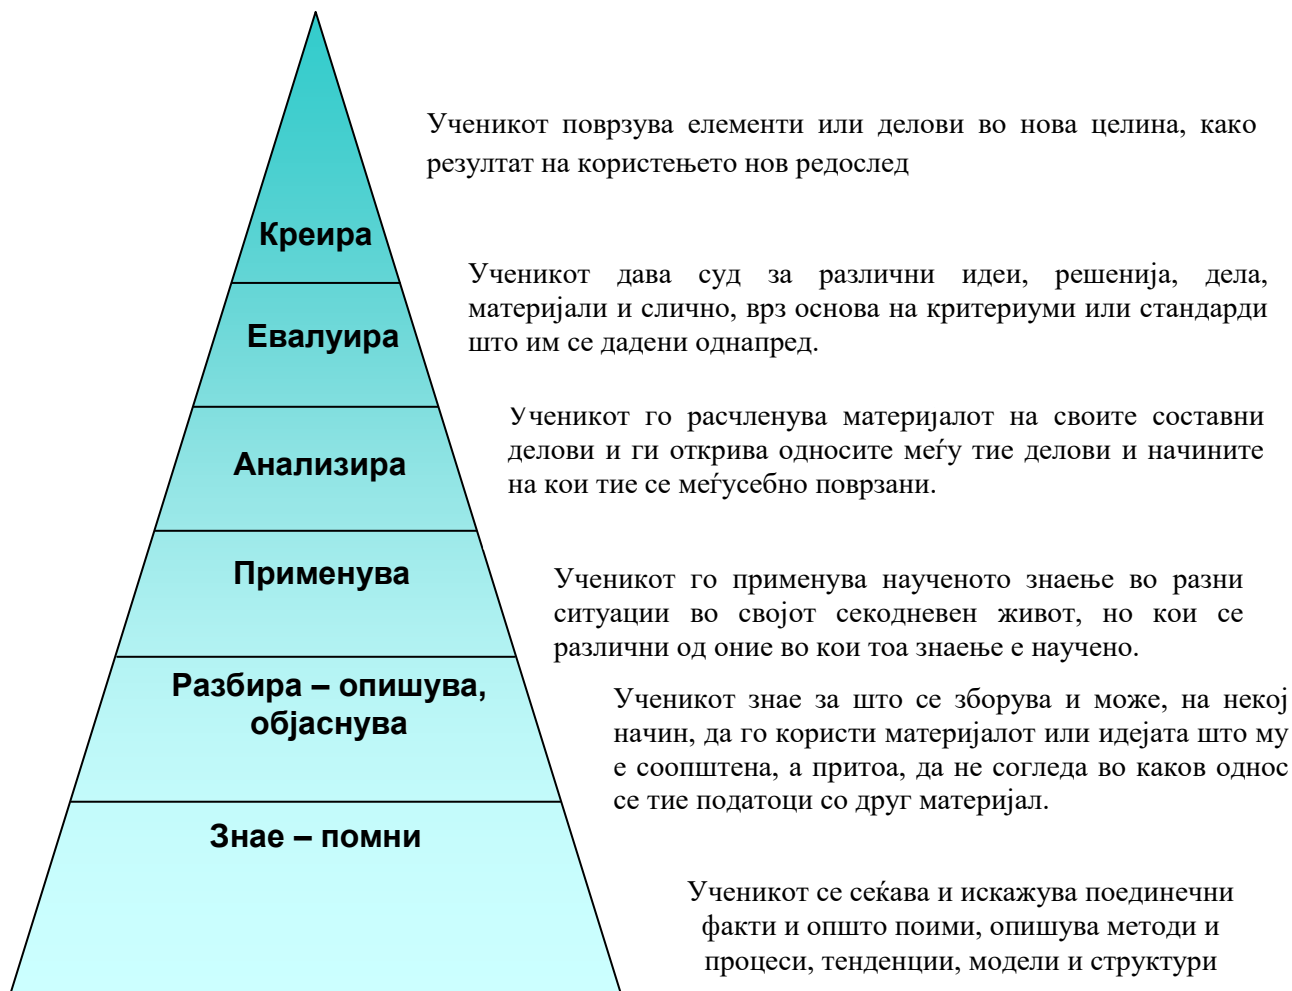 Ученикот поврзува елементи или делови во нова целина, како
резултат на користењето нов редослед
Креира
Ученикот дава суд за различни идеи, решенија, дела,
материјали и слично, врз основа на критериуми или стандарди
што им се дадени однапред.
Евалуира
Ученикот го расчленува материјалот на своите составни
делови и ги открива односите меѓу тие делови и начините
на кои тие се меѓусебно поврзани.
Анализира
Ученикот го применува наученото знаење во разни
ситуации во својот секодневен живот, но кои се
различни од оние во кои тоа знаење е научено.
Применува
Разбира – опишува,
објаснува
Ученикот знае за што се зборува и може, на некој
начин, да го користи материјалот или идејата што му
е соопштена, а притоа, да не согледа во каков однос
се тие податоци со друг материјал.
Знае – помни
Ученикот се сеќава и искажува поединечни
факти и општо поими, опишува методи и
процеси, тенденции, модели и структури